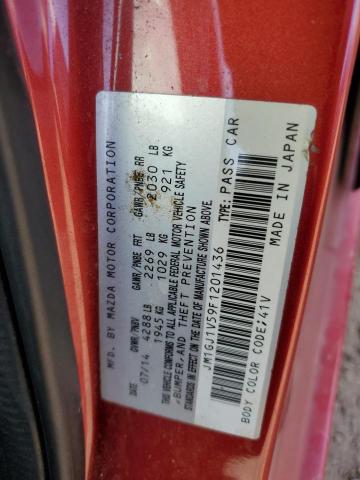 MFD. BY MAZDA MOTOR CORPORATION
DATE GVWR/PNBV GAWR/PNBE FRT GAWR/PNBE RR
07/14 4288 LB 2269 LB 2030 LB
1945 KG 1029 KG 921 KG
THIS VEHICLE CONFORMS TO ALL APPLICABLE FEDERAL MOTOR VEHICLE SAFETY
,BUMPER,AND THEFT PREVENTION
STANDARDS IN EFFECT ON THE DATE OF MANUFACTURE SHOWN ABOVE
JM1GJ1V59F1201436 TYPE: PASS CAR
BODY COLOR CODE/41V MADE IN JAPAN